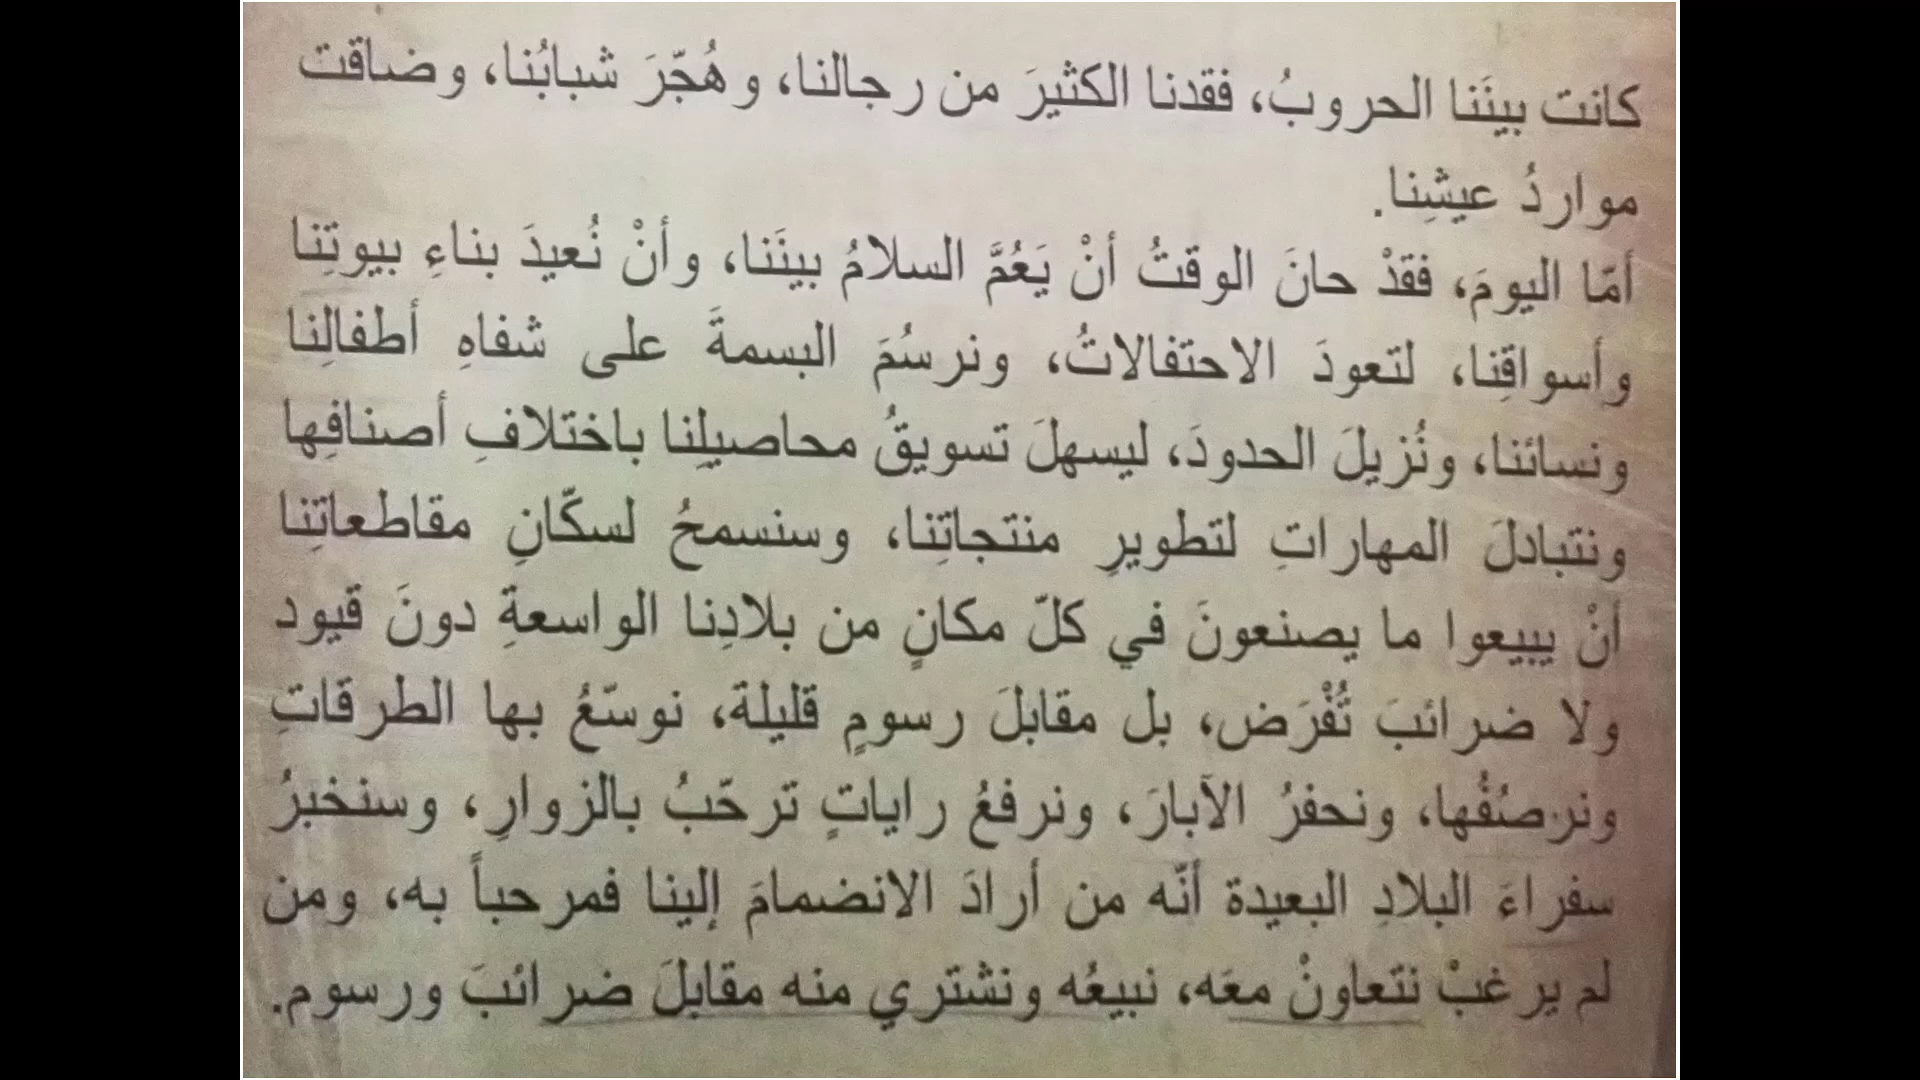 كانت بينَنا الحروبُ، فقدنا الكثيرَ من رجالنا، وهُجّرَ شبابُنا، وضاقت
مواردُ عيشِنا.
أمّا اليومَ، فقدْ حانَ الوقتُ أنْ يَعُمَّ السلامُ بينَنا، وأنْ نُعيدَ بناءِ بيوتِنا
وأسواقِنا، لتعودَ الاحتفالاتُ، ونرسُمَ البسمةَ على شفاهِ أطفالِنا
ونسائنا، ونُزيلَ الحدودَ، ليسهلَ تسويقُ محاصيلِنا باختلافِ أصنافِها
ونتبادلَ المهاراتِ لتطويرِ منتجاتِنا، وسنسمحُ لسكّانِ مقاطعاتِنا
أنْ يبيعوا ما يصنعونَ في كلّ مكانٍ من بلادِنا الواسعةِ دونَ قيود
ولا ضرائبَ تُفْرَض، بل مقابلَ رسومٍ قليلة، نوسّعُ بها الطرقاتِ
ونرصُفُها، ونحفرُ الآبارَ، ونرفعُ راياتٍ ترحّبُ بالزوارِ، وسنخبرُ
سفراءَ البلادِ البعيدة أنّه من أرادَ الانضمامَ إلينا فمرحباً به، ومن
لم يرغبْ نتعاونْ معَه، نبيعُه ونشتري منه مقابلَ ضرائبَ ورسوم.